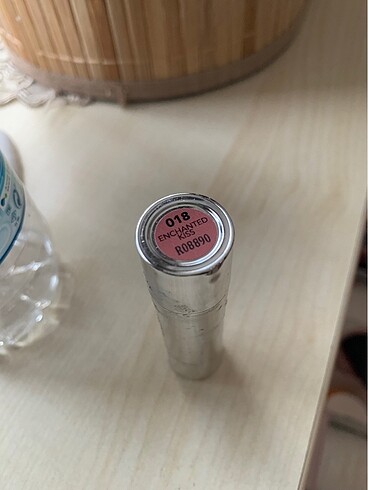 018
ENCHANTED
KISS
R08890